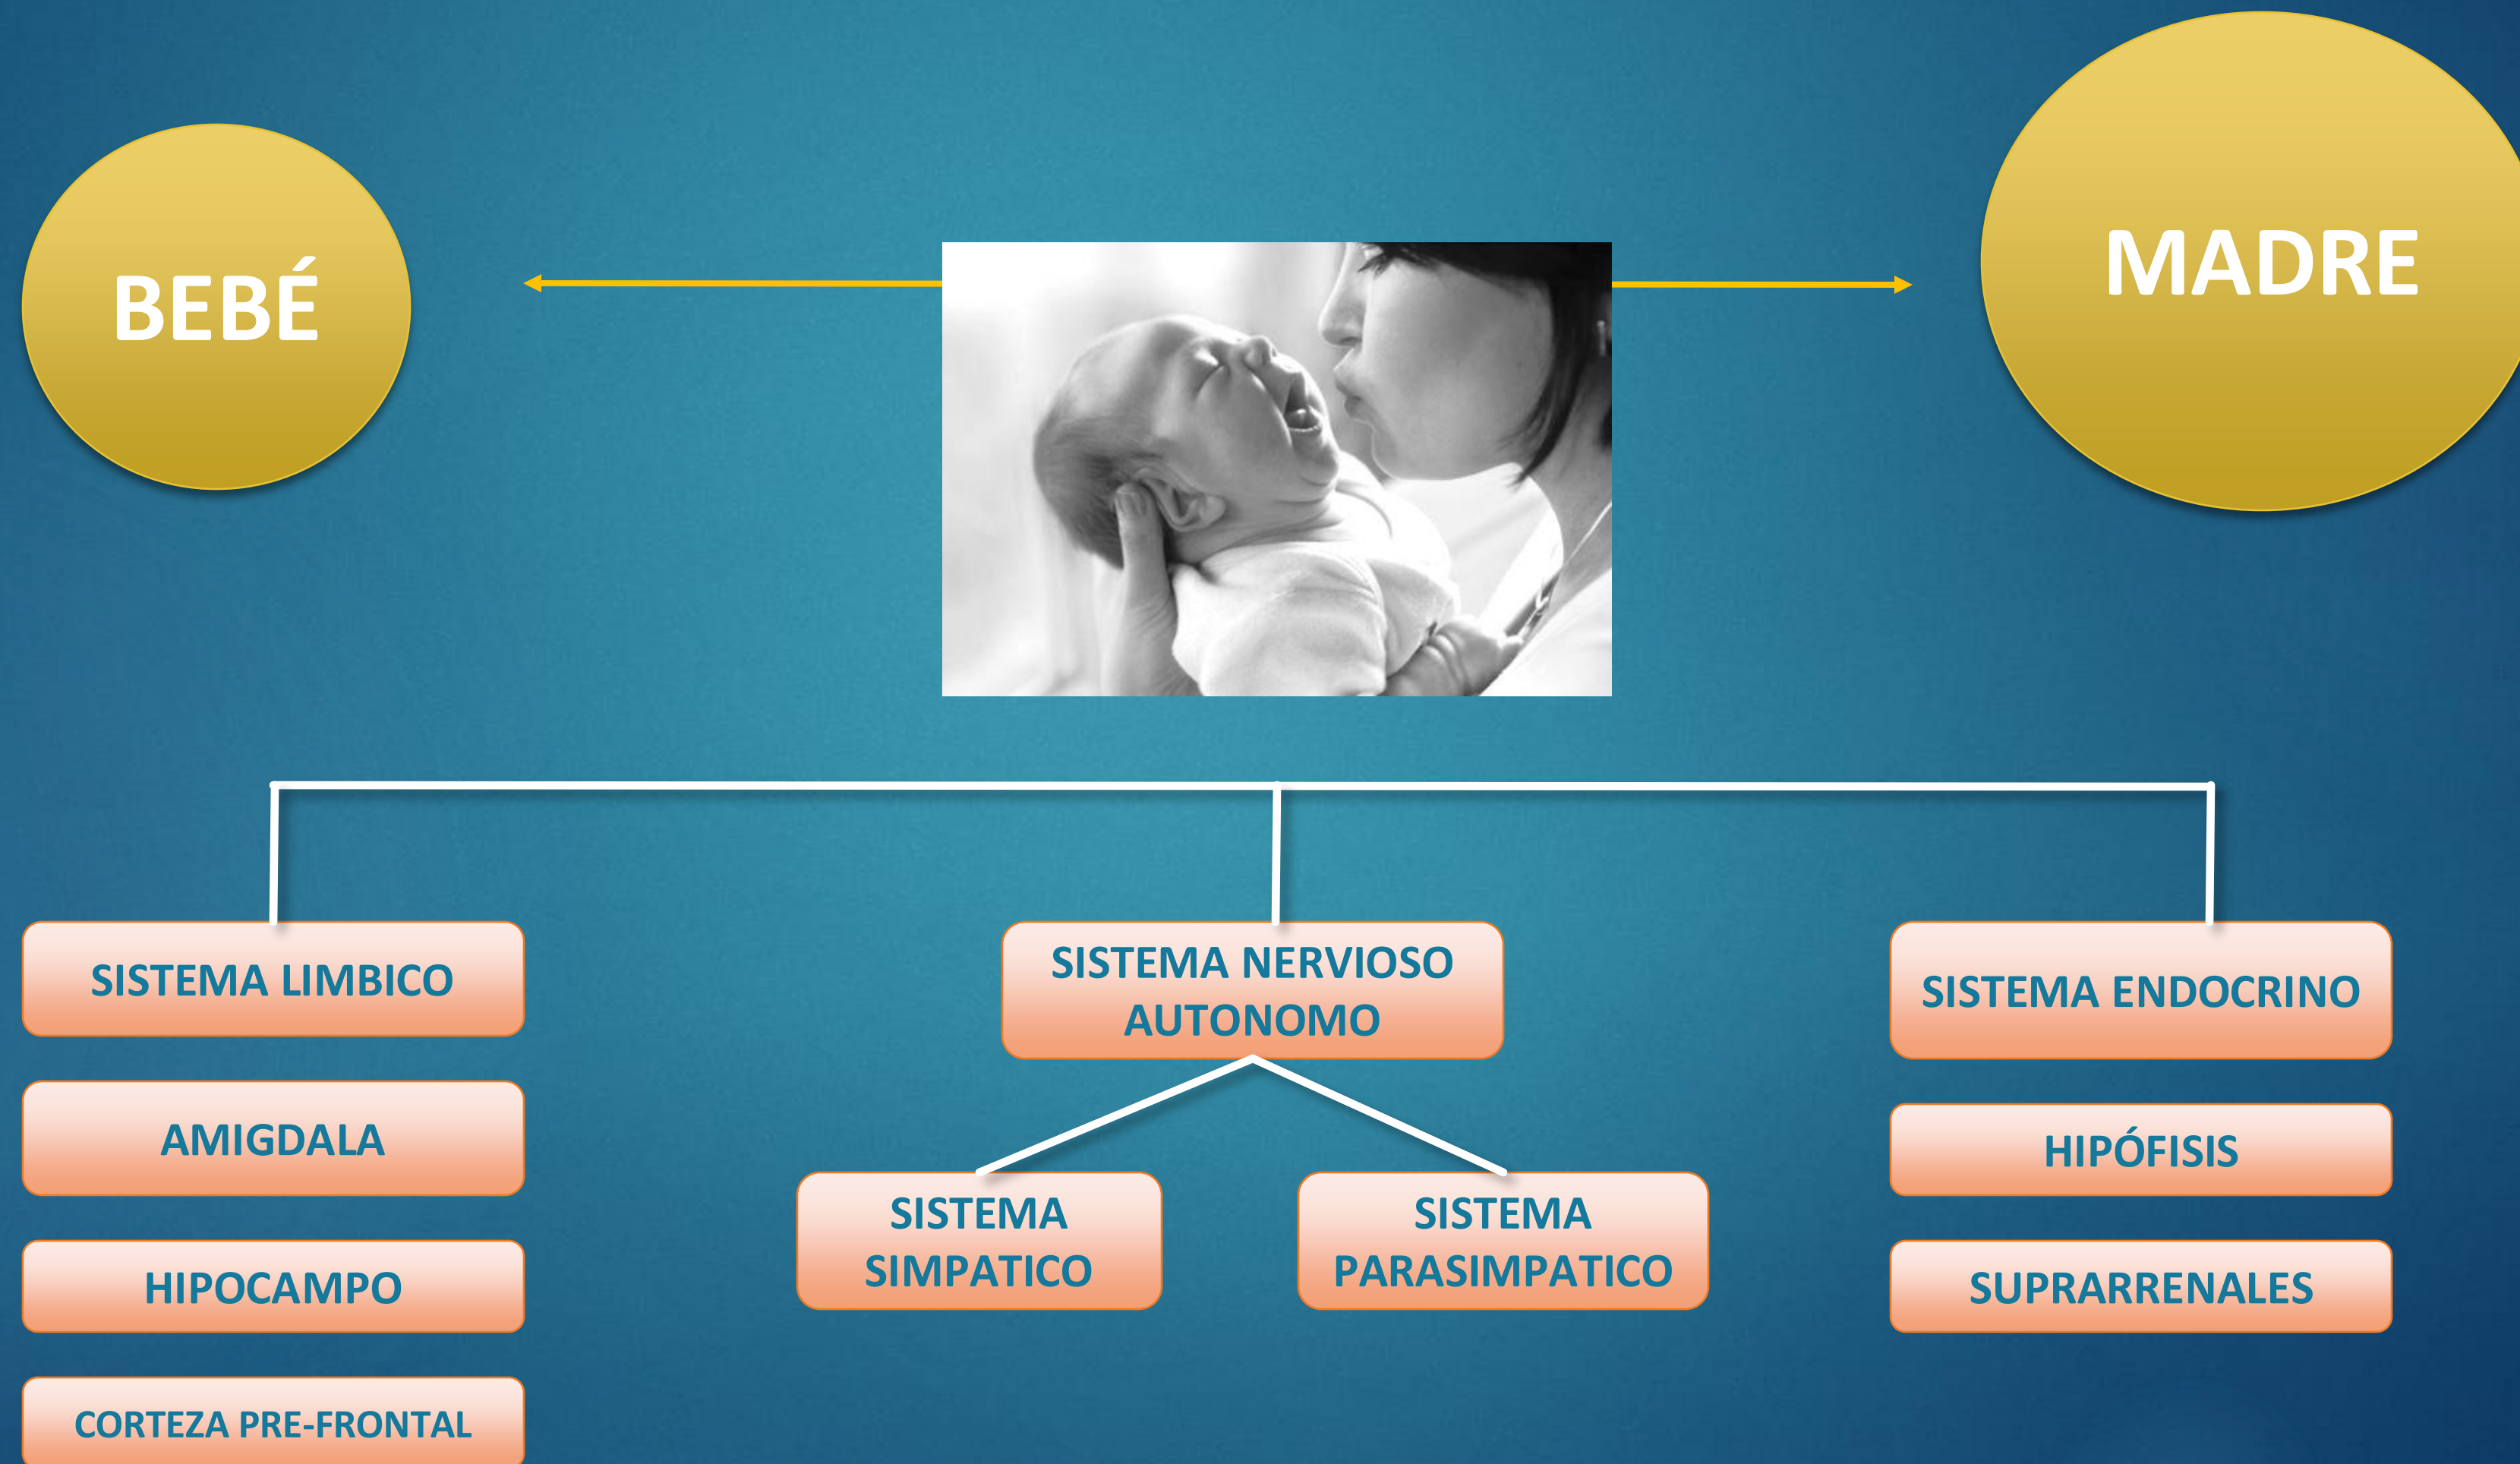 BEBÉ
MADRE
SISTEMA LIMBICO
AMIGDALA
HIPOCAMPO
CORTEZA PRE-FRONTAL
SISTEMA NERVIOSO
AUTONOMO
SISTEMA
SIMPATICO
SISTEMA
PARASIMPATICO
SISTEMA ENDOCRINO
HIPÓFISIS
SUPRARRENALES